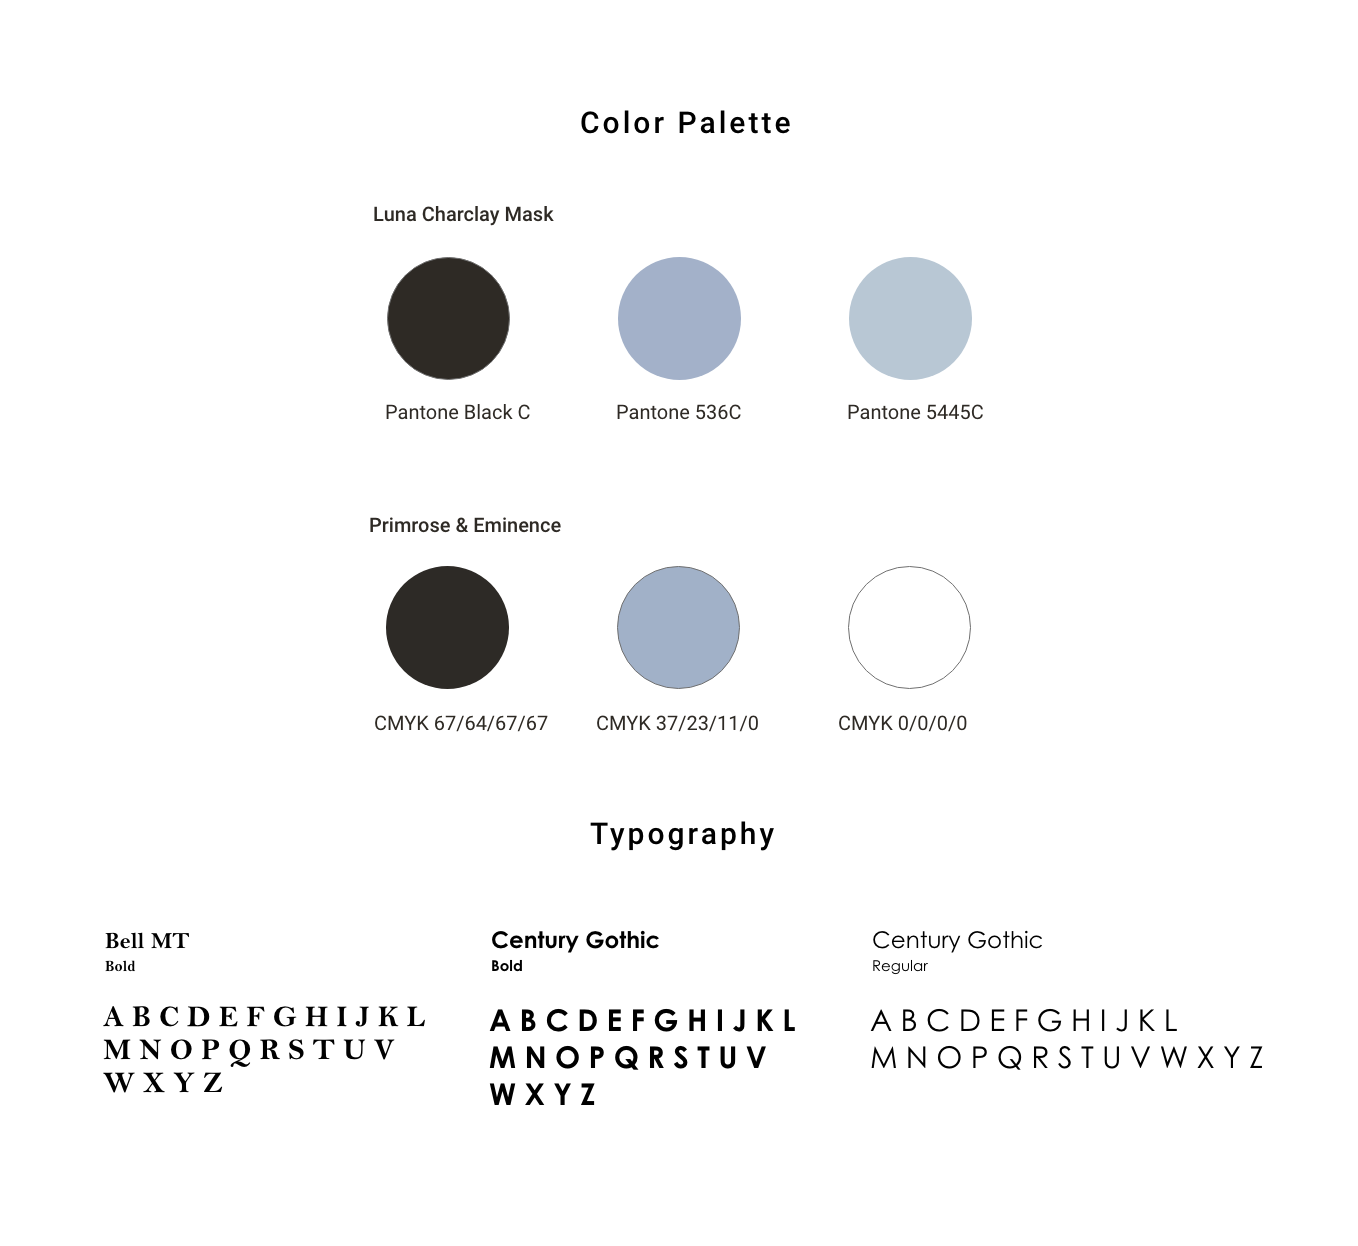 Color Palette
Luna Charclay Mask
Pantone Black C
Pantone 536C
Pantone 5445C
Primrose & Eminence
CMYK 67/64/67/67
CMYK 37/23/11/0
CMYK 0/0/0/0
Typography
Bell MT
Bold
A B C D E F G H I J K L
M N O P Q R S T U V
W X Y Z
Century Gothic
Bold
A B C D E F G H I J K L
M N O P Q R S T U V
W X Y Z
Century Gothic
Regular
A B C D E F G H I J K L
M N O P Q R S T U V W X Y Z